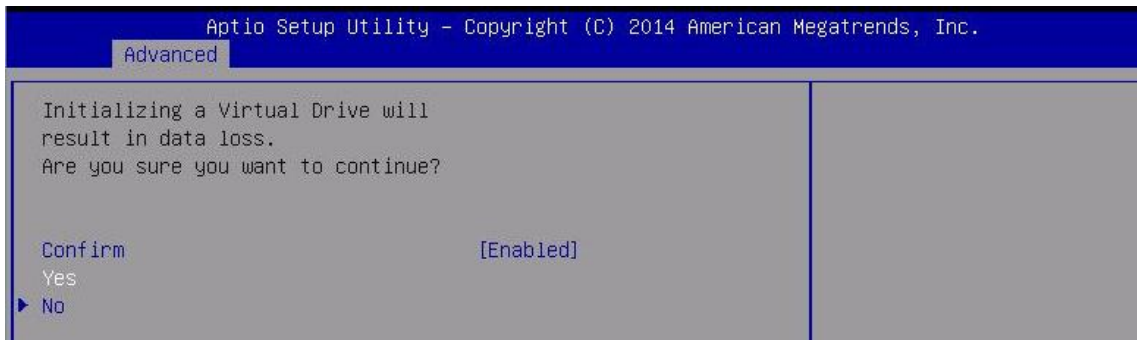 Aptio Setup Utility – Copyright (C) 2014 American Megatrends, Inc.
Advanced
Initializing a Virtual Drive will
result in data loss.
Are you sure you want to continue?
Confirm [Enabled]
Yes
No